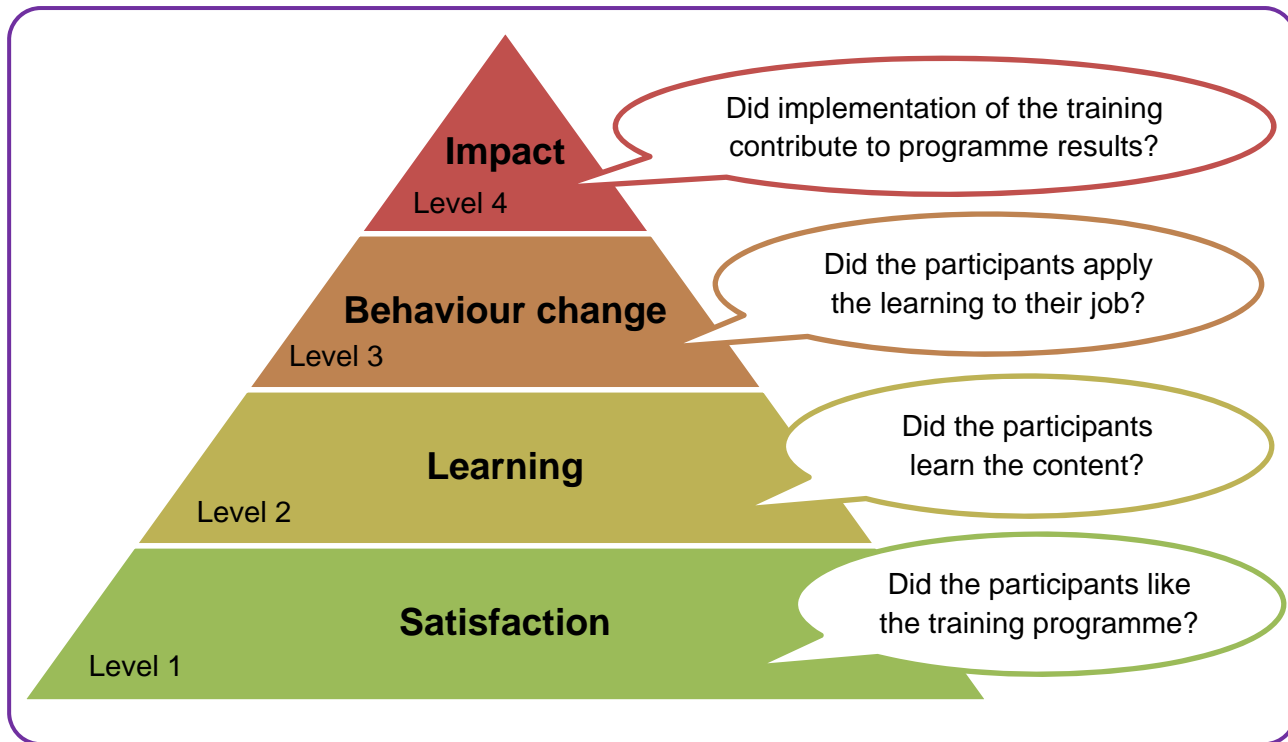 Impact
Level 4
Did implementation of the training
contribute to programme results?
Behaviour change
Level 3
Did the participants apply
the learning to their job?
Learning
Level 2
Did the participants
learn the content?
Satisfaction
Level 1
Did the participants like
the training programme?